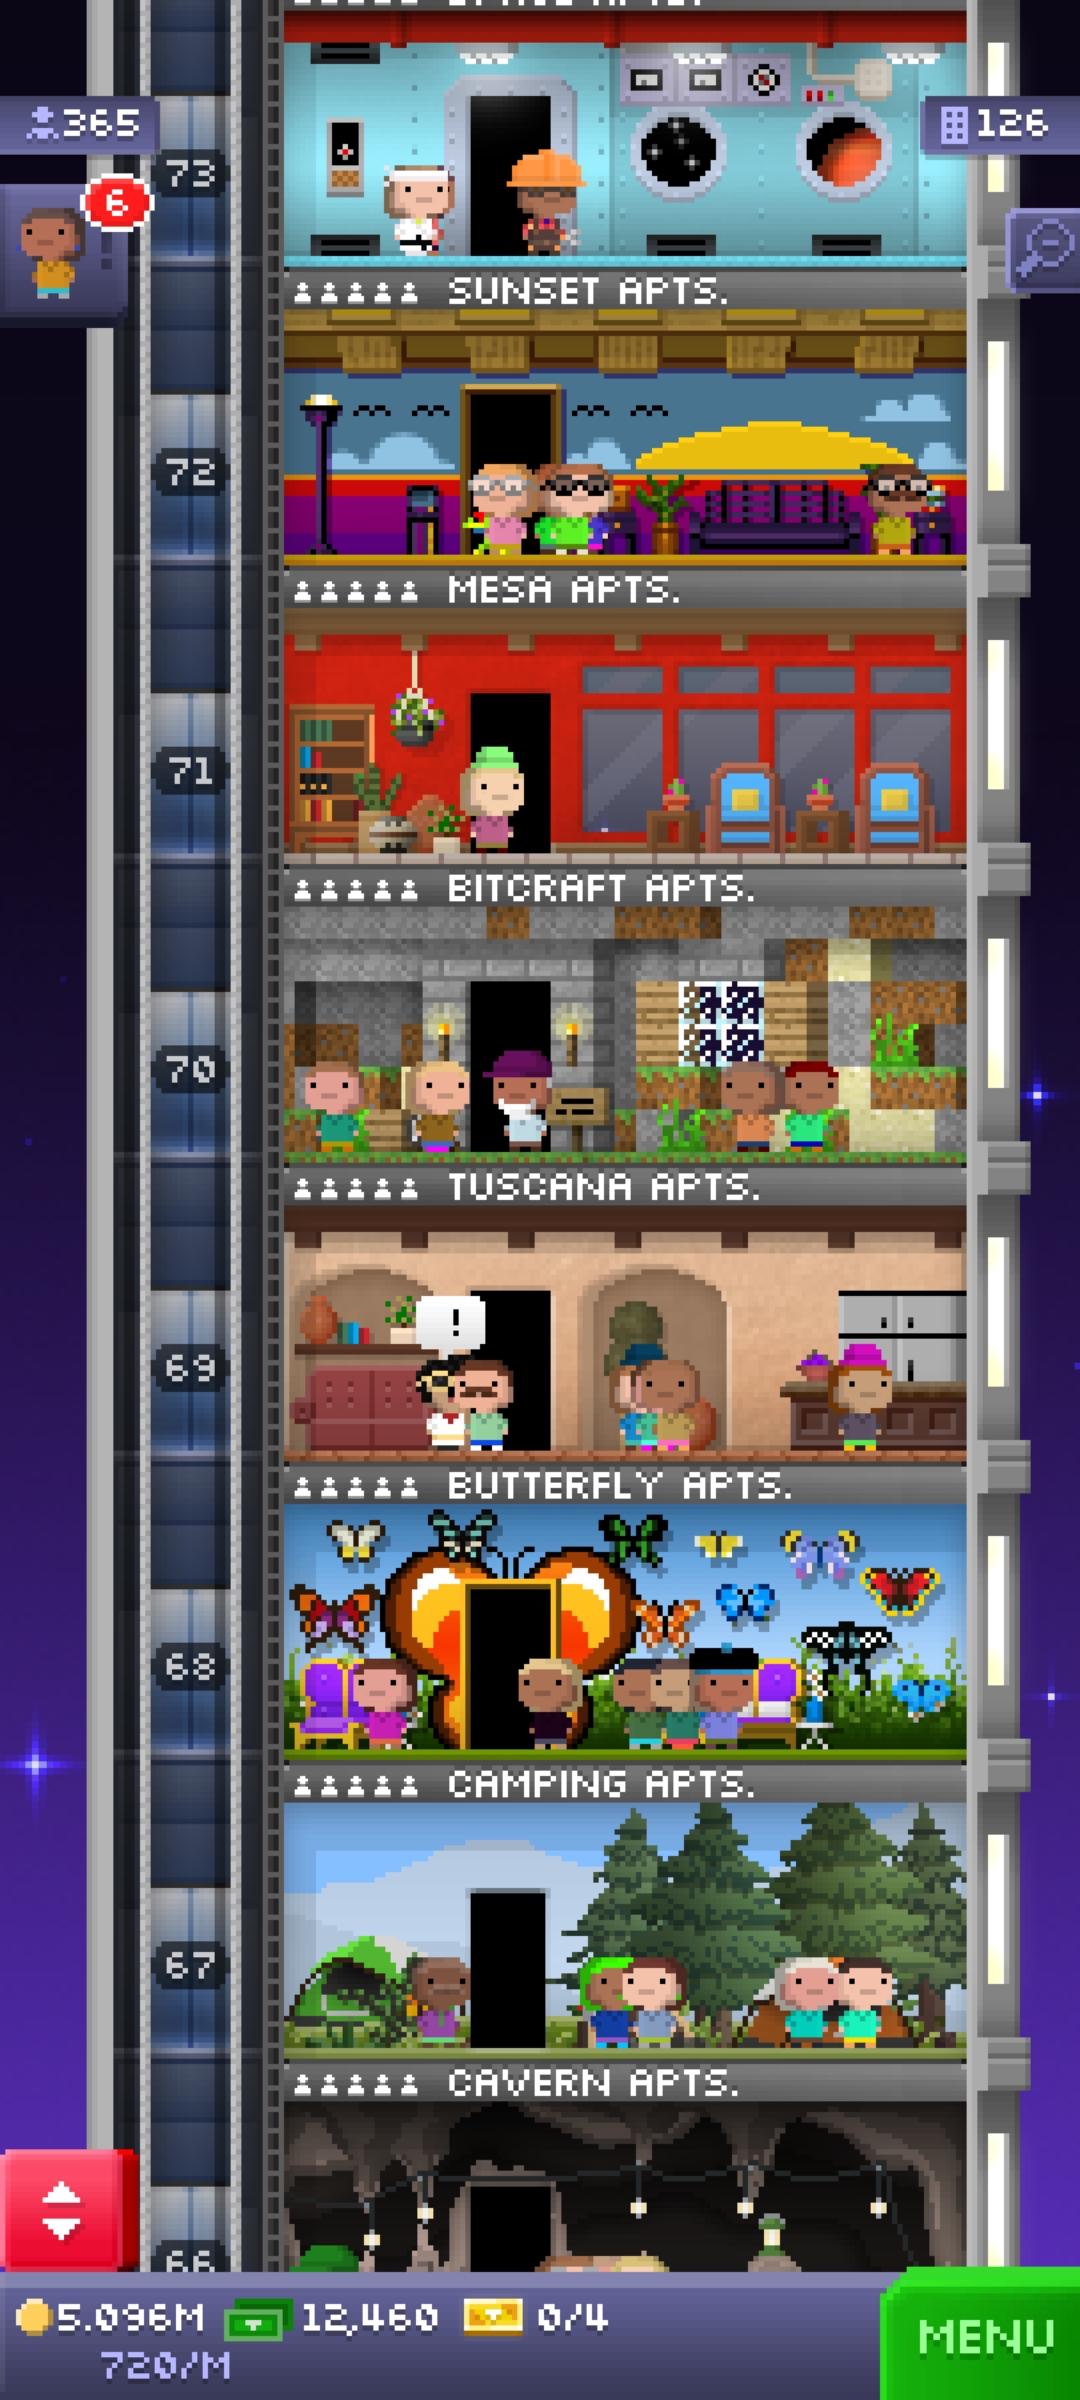 365
126
6
73
SUNSET APTS.
72
MESA APTS.
71
BITCRAFT APTS.
70
TUSCANA APTS.
!
69
BUTTERFLY APTS.
68
CAMPING APTS.
67
CAVERN APTS.
66
5.096M 12,460 0/4
720/M
MENU